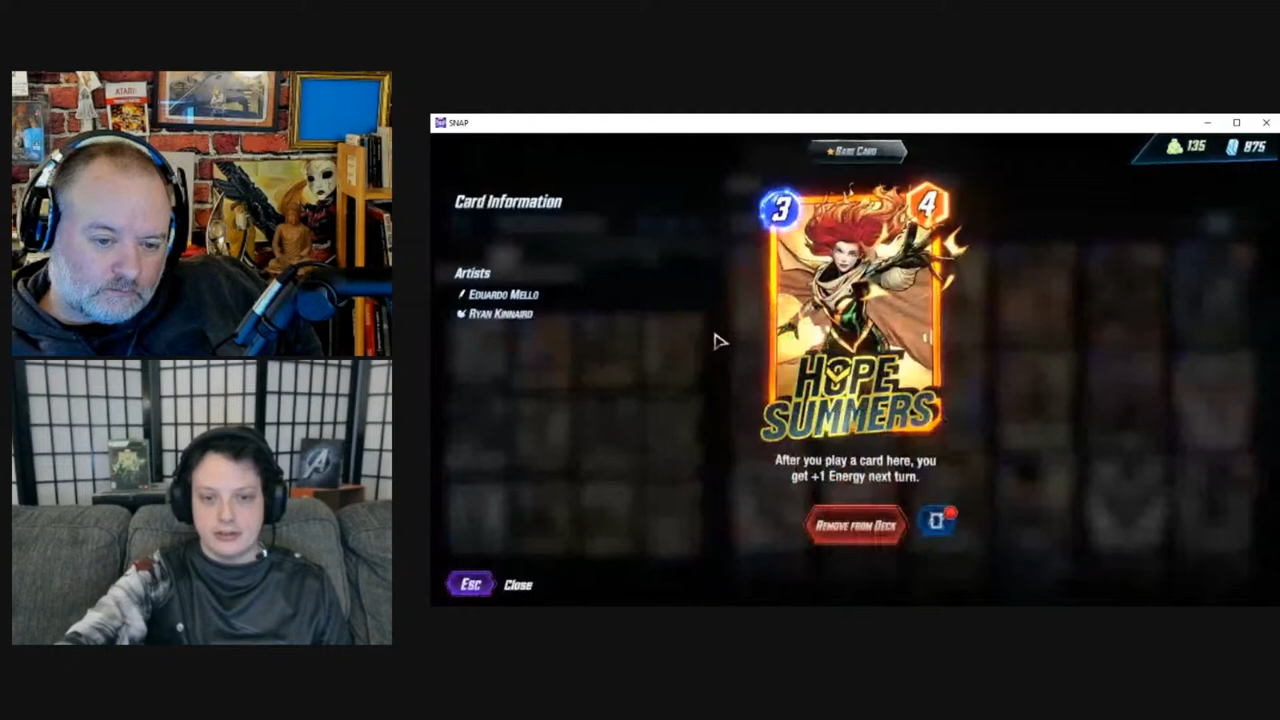 ATARI
SNAP
BASE CARD
135
875
Card Information
3
4
Artists
EDUARDO MELLO
RYAN KINNAIRD
HOPE
SUMMERS
After you play a card here, you
get +1 Energy next turn.
REMOVE FROM DECK
Esc
Close